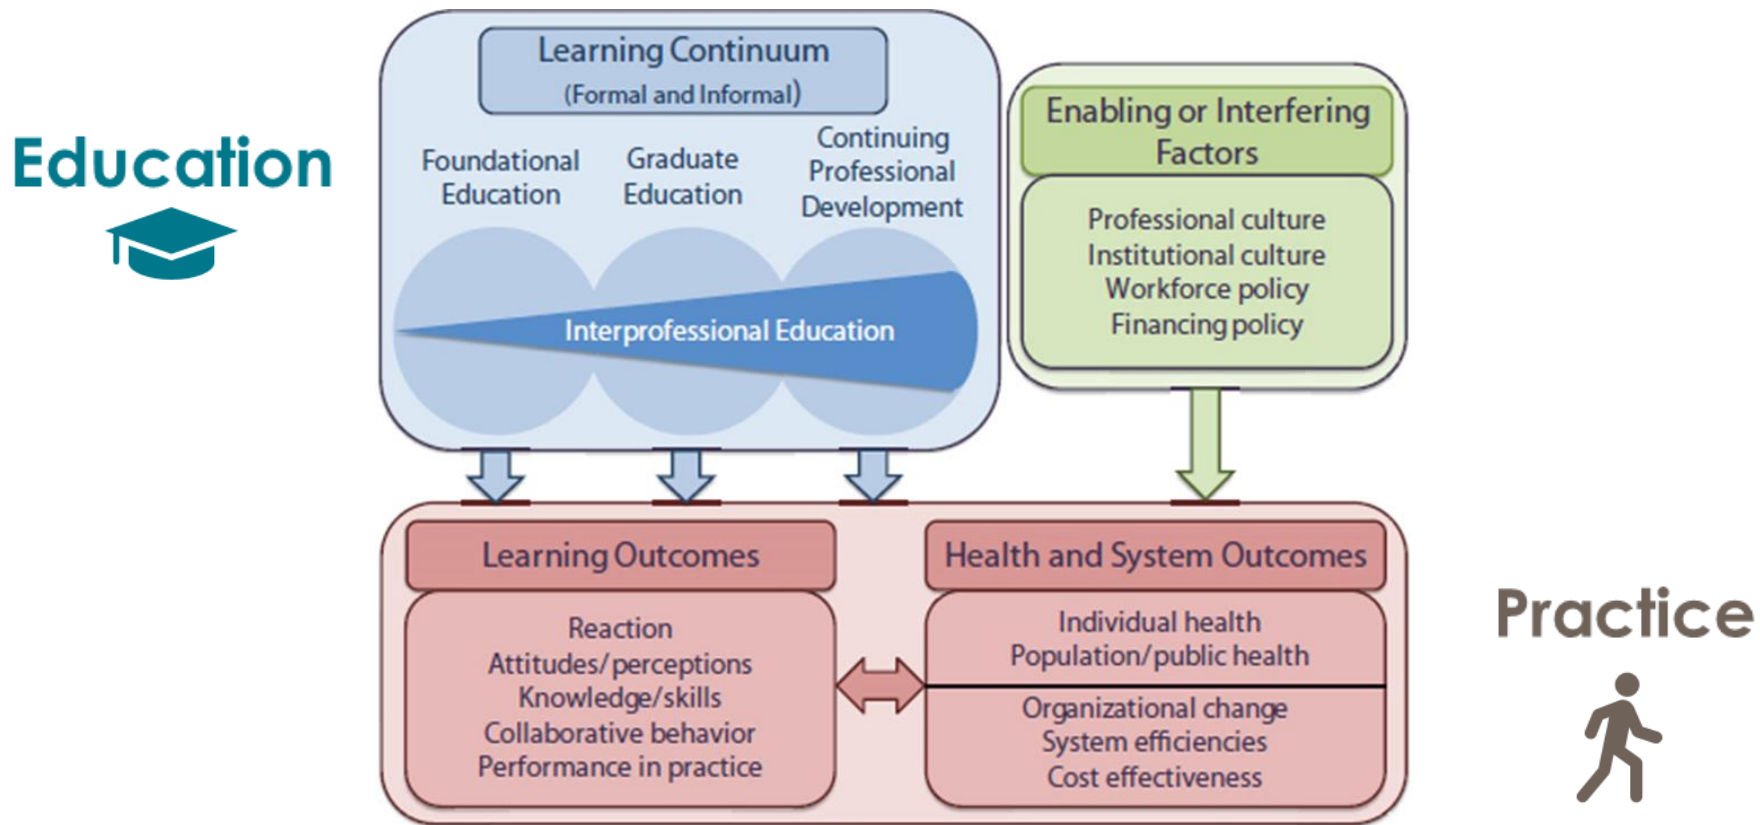 Education
Learning Continuum
(Formal and Informal)
Foundational
Education
Graduate
Education
Continuing
Professional
Development
Interprofessional Education
Enabling or Interfering
Factors
Professional culture
Institutional culture
Workforce policy
Financing policy
Learning Outcomes
Reaction
Attitudes/perceptions
Knowledge/skills
Collaborative behavior
Performance in practice
Health and System Outcomes
Individual health
Population/public health
Organizational change
System efficiencies
Cost effectiveness
Practice